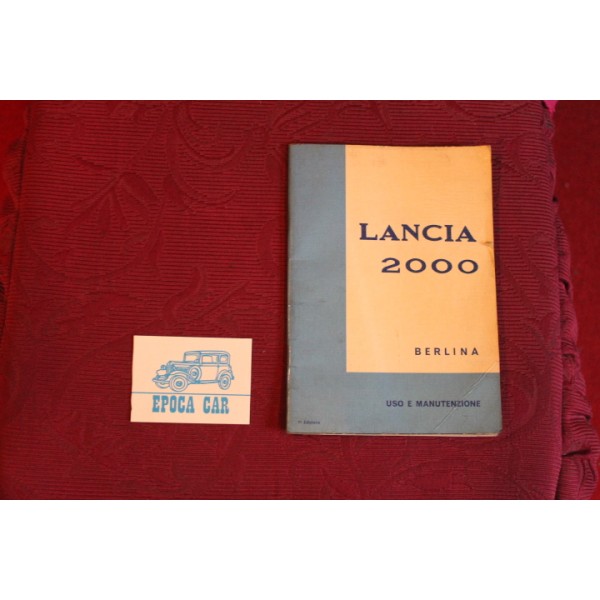 LANCIA
2000
BERLINA
USO E MANUTENZIONE
EPOCA CAR